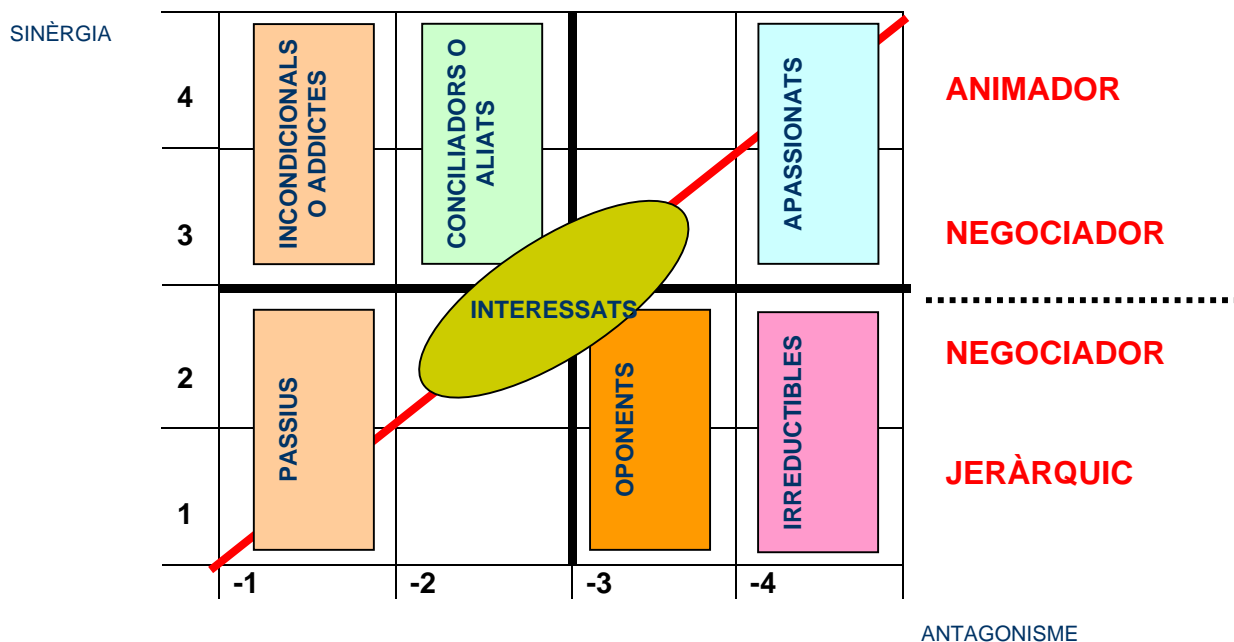 SINÈRGIA
4
INCONDICIONALS
O ADDICTES
CONCILIADORS O
ALIATS
APASSIONATS
ANIMADOR
3
NEGOCIADOR
INTERESSATS
2
PASSIUS
OPONENTS
IRREDUCTIBLES
NEGOCIADOR
1
JERÀRQUIC
-1
-2
-3
-4
ANTAGONISME